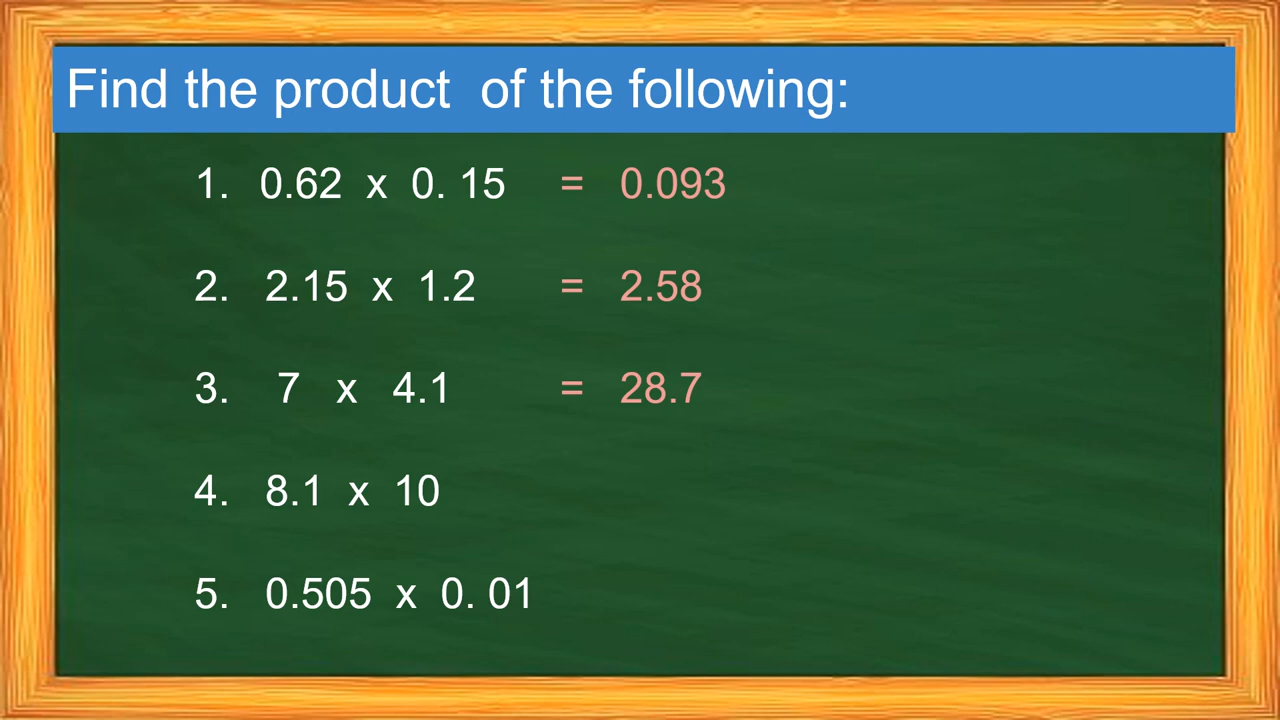 Find the product of the following:
1. 0.62 x 0. 15 = 0.093
2. 2.15 x 1.2 = 2.58
3. 7 x 4.1 = 28.7
4. 8.1 x 10
5. 0.505 x 0. 01